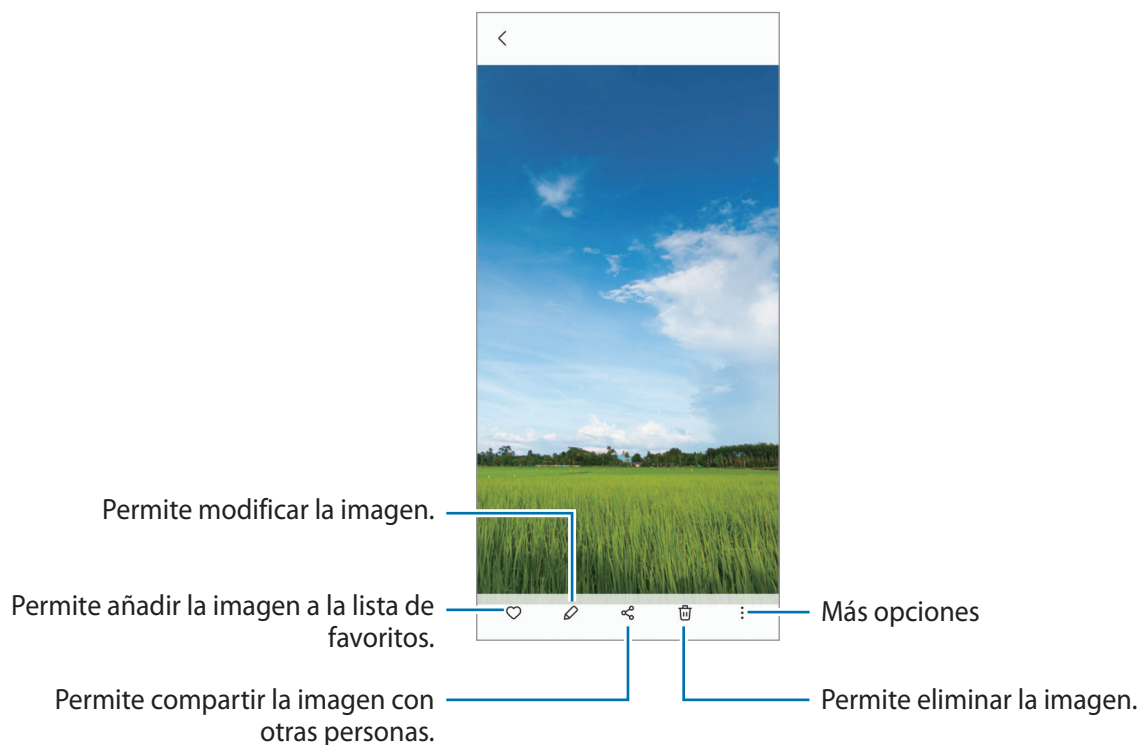 Permite modificar la imagen.
Permite añadir la imagen a la lista de
favoritos.
Más opciones
Permite compartir la imagen con
otras personas.
Permite eliminar la imagen.